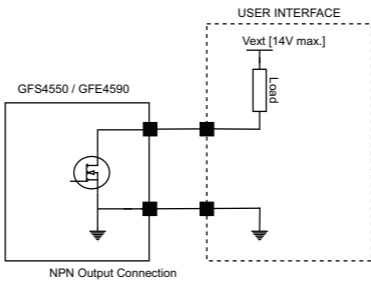 USER INTERFACE
Vext [14V max.]
Load
GFS4550 / GFE4590
NPN Output Connection